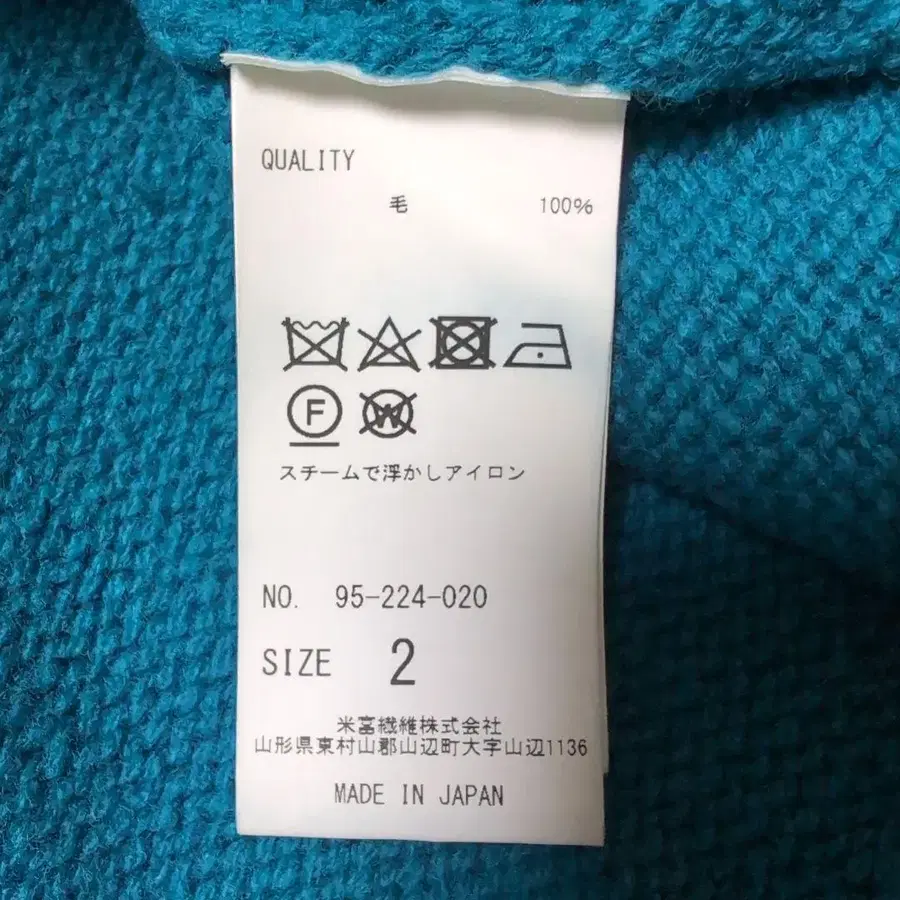 QUALITY
毛 100%
F
W
スチームで浮かしアイロン
NO. 95-224-020
SIZE 2
米富繊維株式会社
山形県東村山郡山辺町大字山辺1136
MADE IN JAPAN